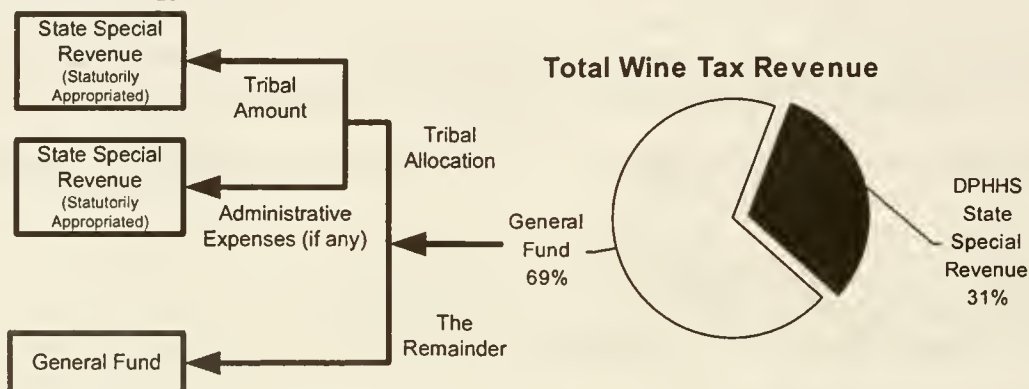 State Special
Revenue
(Statutorily
Appropriated)
Tribal
Amount
State Special
Revenue
(Statutorily
Appropriated)
Administrative
Expenses (if any)
Tribal
Allocation
General Fund
The
Remainder
Total Wine Tax Revenue
General
Fund
69%
DPHHS
State
Special
Revenue
31%